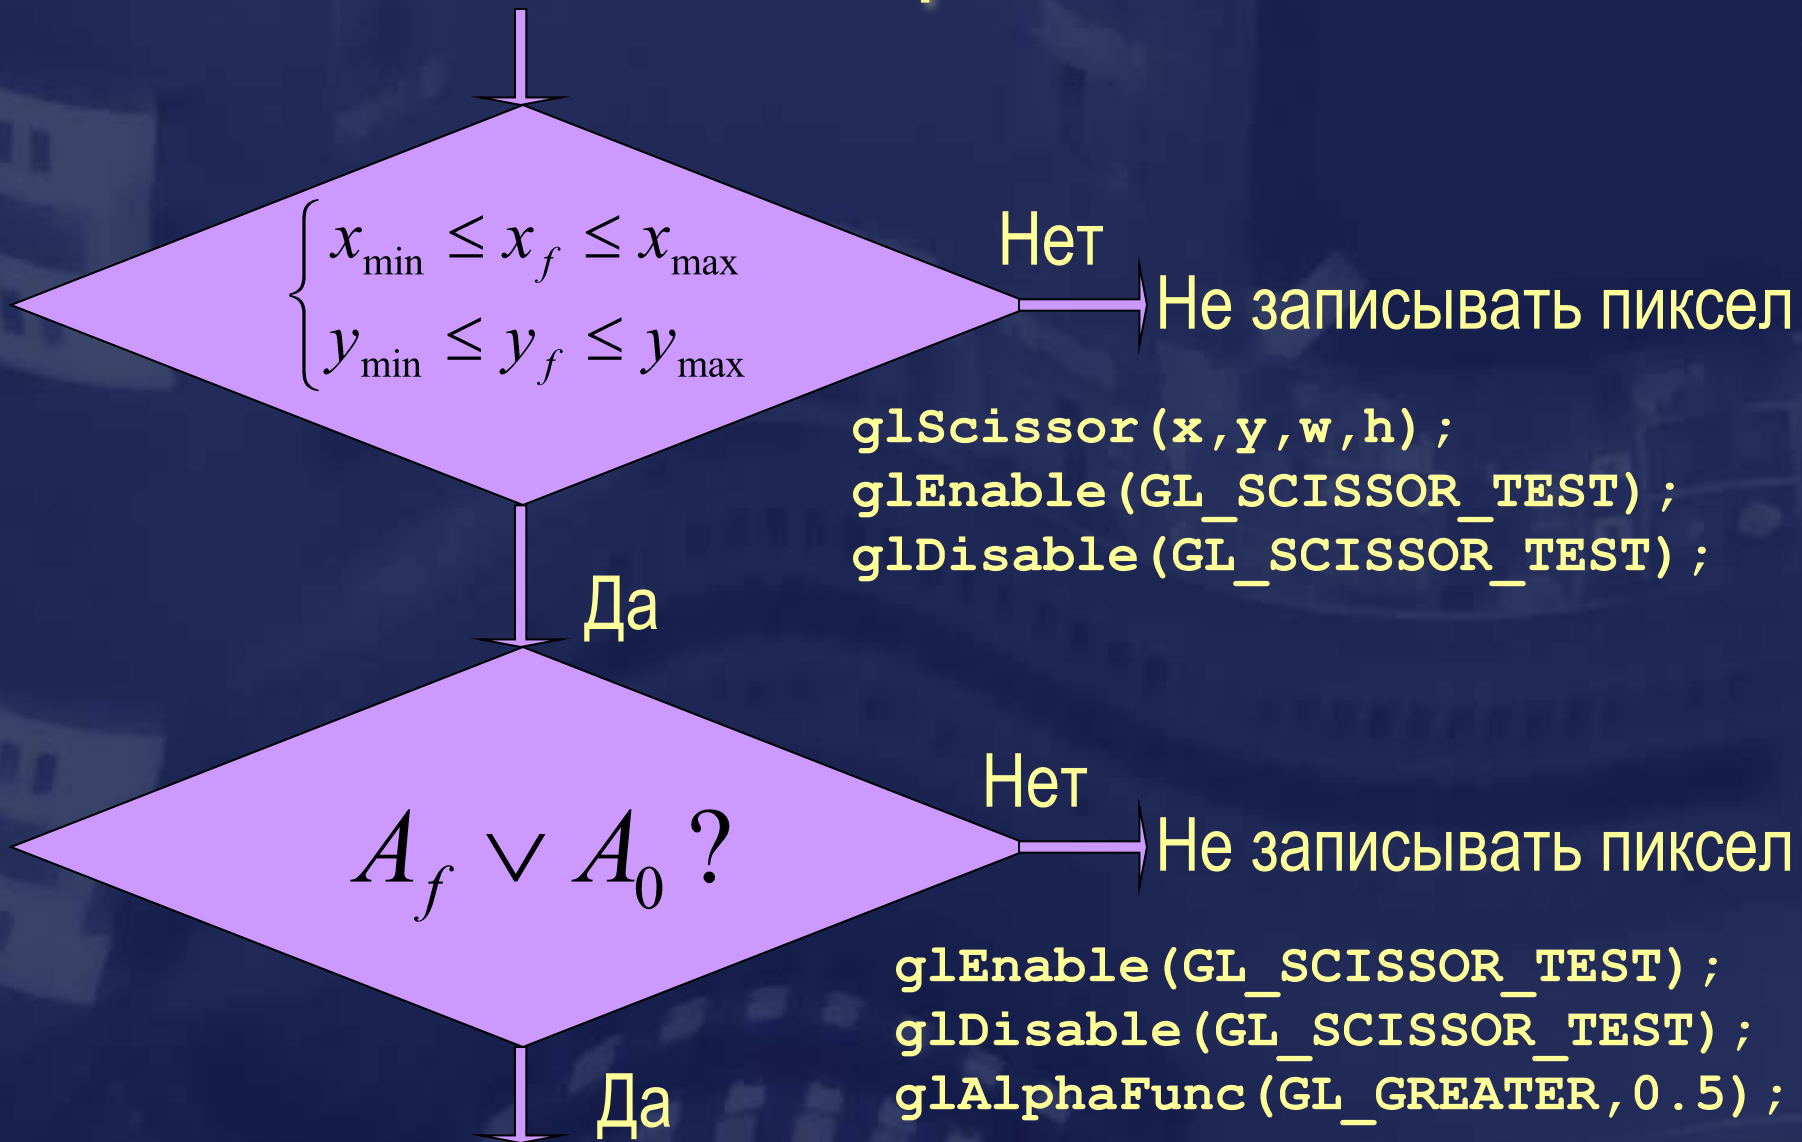 x_min ≤ x_f ≤ x_max
y_min ≤ y_f ≤ y_max
Нет
Не записывать пиксел
glScissor(x,y,w,h);
glEnable(GL_SCISSOR_TEST);
glDisable(GL_SCISSOR_TEST);
Да
A_f ∨ A_0 ?
Нет
Не записывать пиксел
glEnable(GL_SCISSOR_TEST);
glDisable(GL_SCISSOR_TEST);
glAlphaFunc(GL_GREATER,0.5);
Да